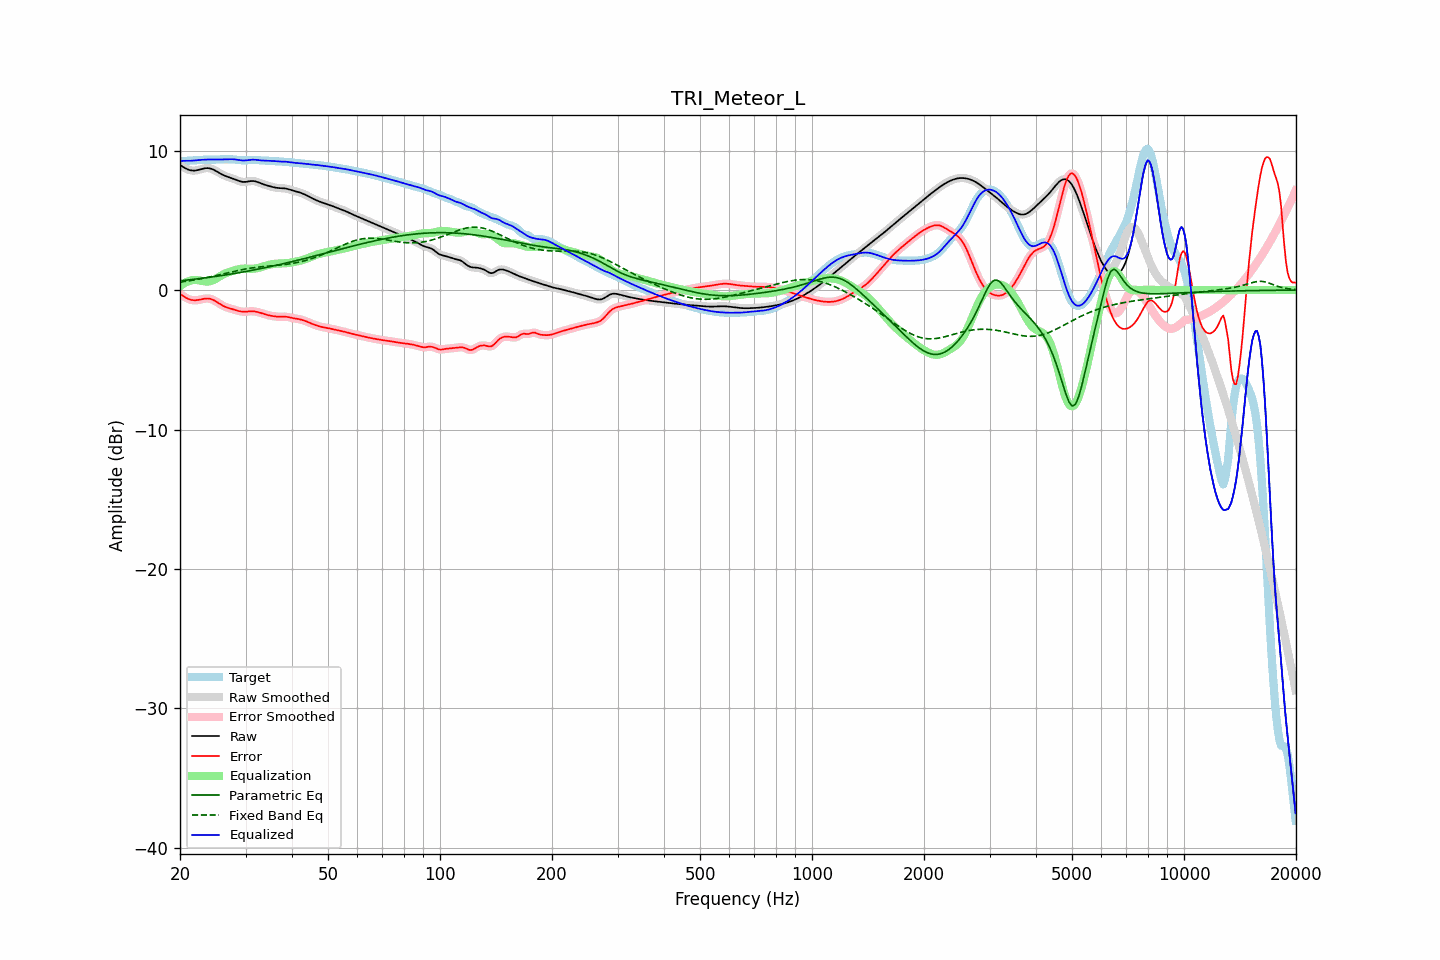 TRI_Meteor_L
10
0
−10
−20
−30
−40
Amplitude (dBr)
Target
Raw Smoothed
Error Smoothed
Raw
Error
Equalization
Parametric Eq
Fixed Band Eq
Equalized
20 50 100 200 500 1000 2000 5000 10000 20000
Frequency (Hz)